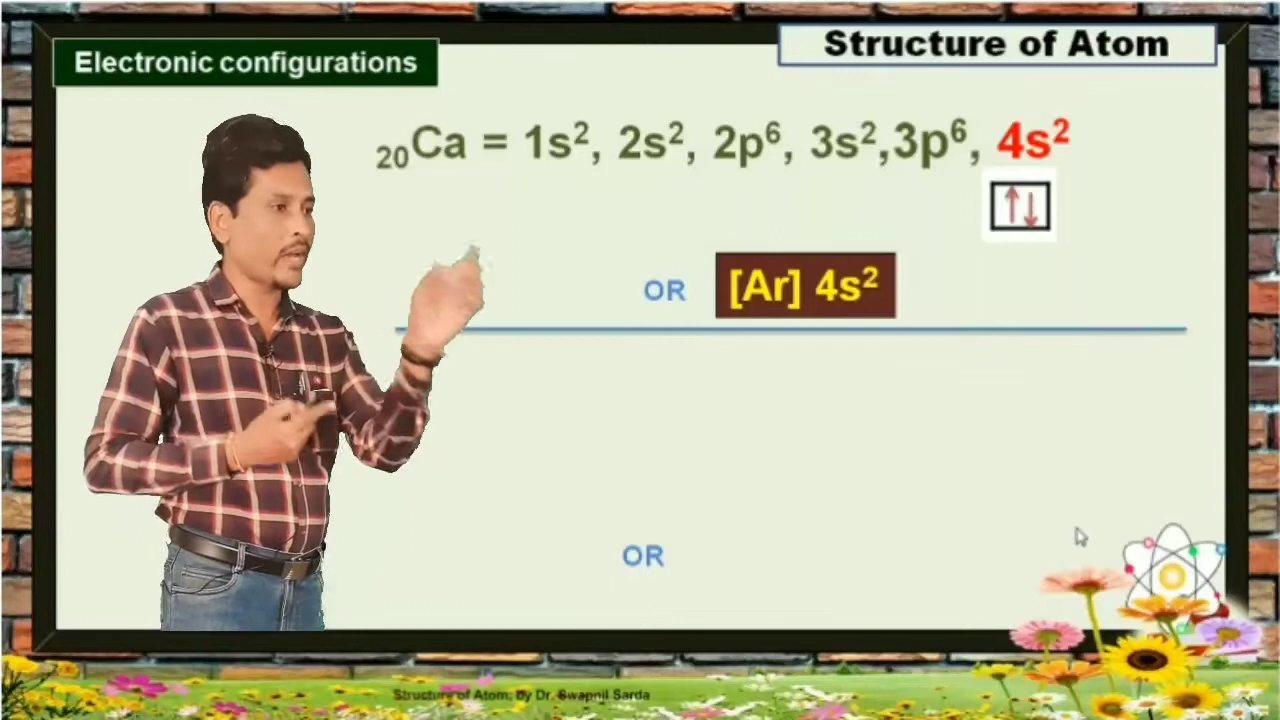 Electronic configurations
Structure of Atom
₂₀Ca = 1s², 2s², 2p⁶, 3s²,3p⁶, 4s²
OR [Ar] 4s²
OR
Structure of Atom, by Dr. Swapnil Sarda